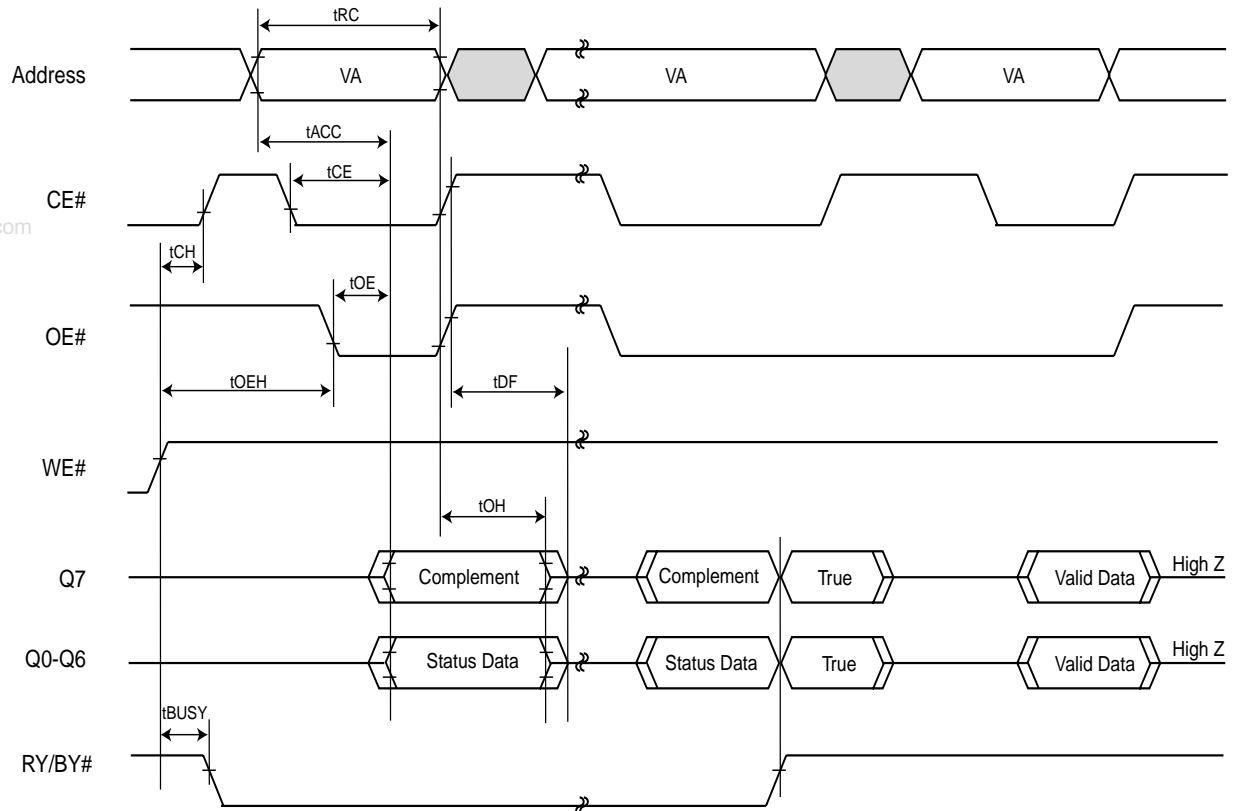 tRC
Address
VA
VA
VA
tACC
tCE
CE#
com
tCH
tOE
OE#
tOEH
tDF
WE#
tOH
Q7
Complement
Complement
True
Valid Data
High Z
Q0-Q6
Status Data
Status Data
True
Valid Data
High Z
tBUSY
RY/BY#